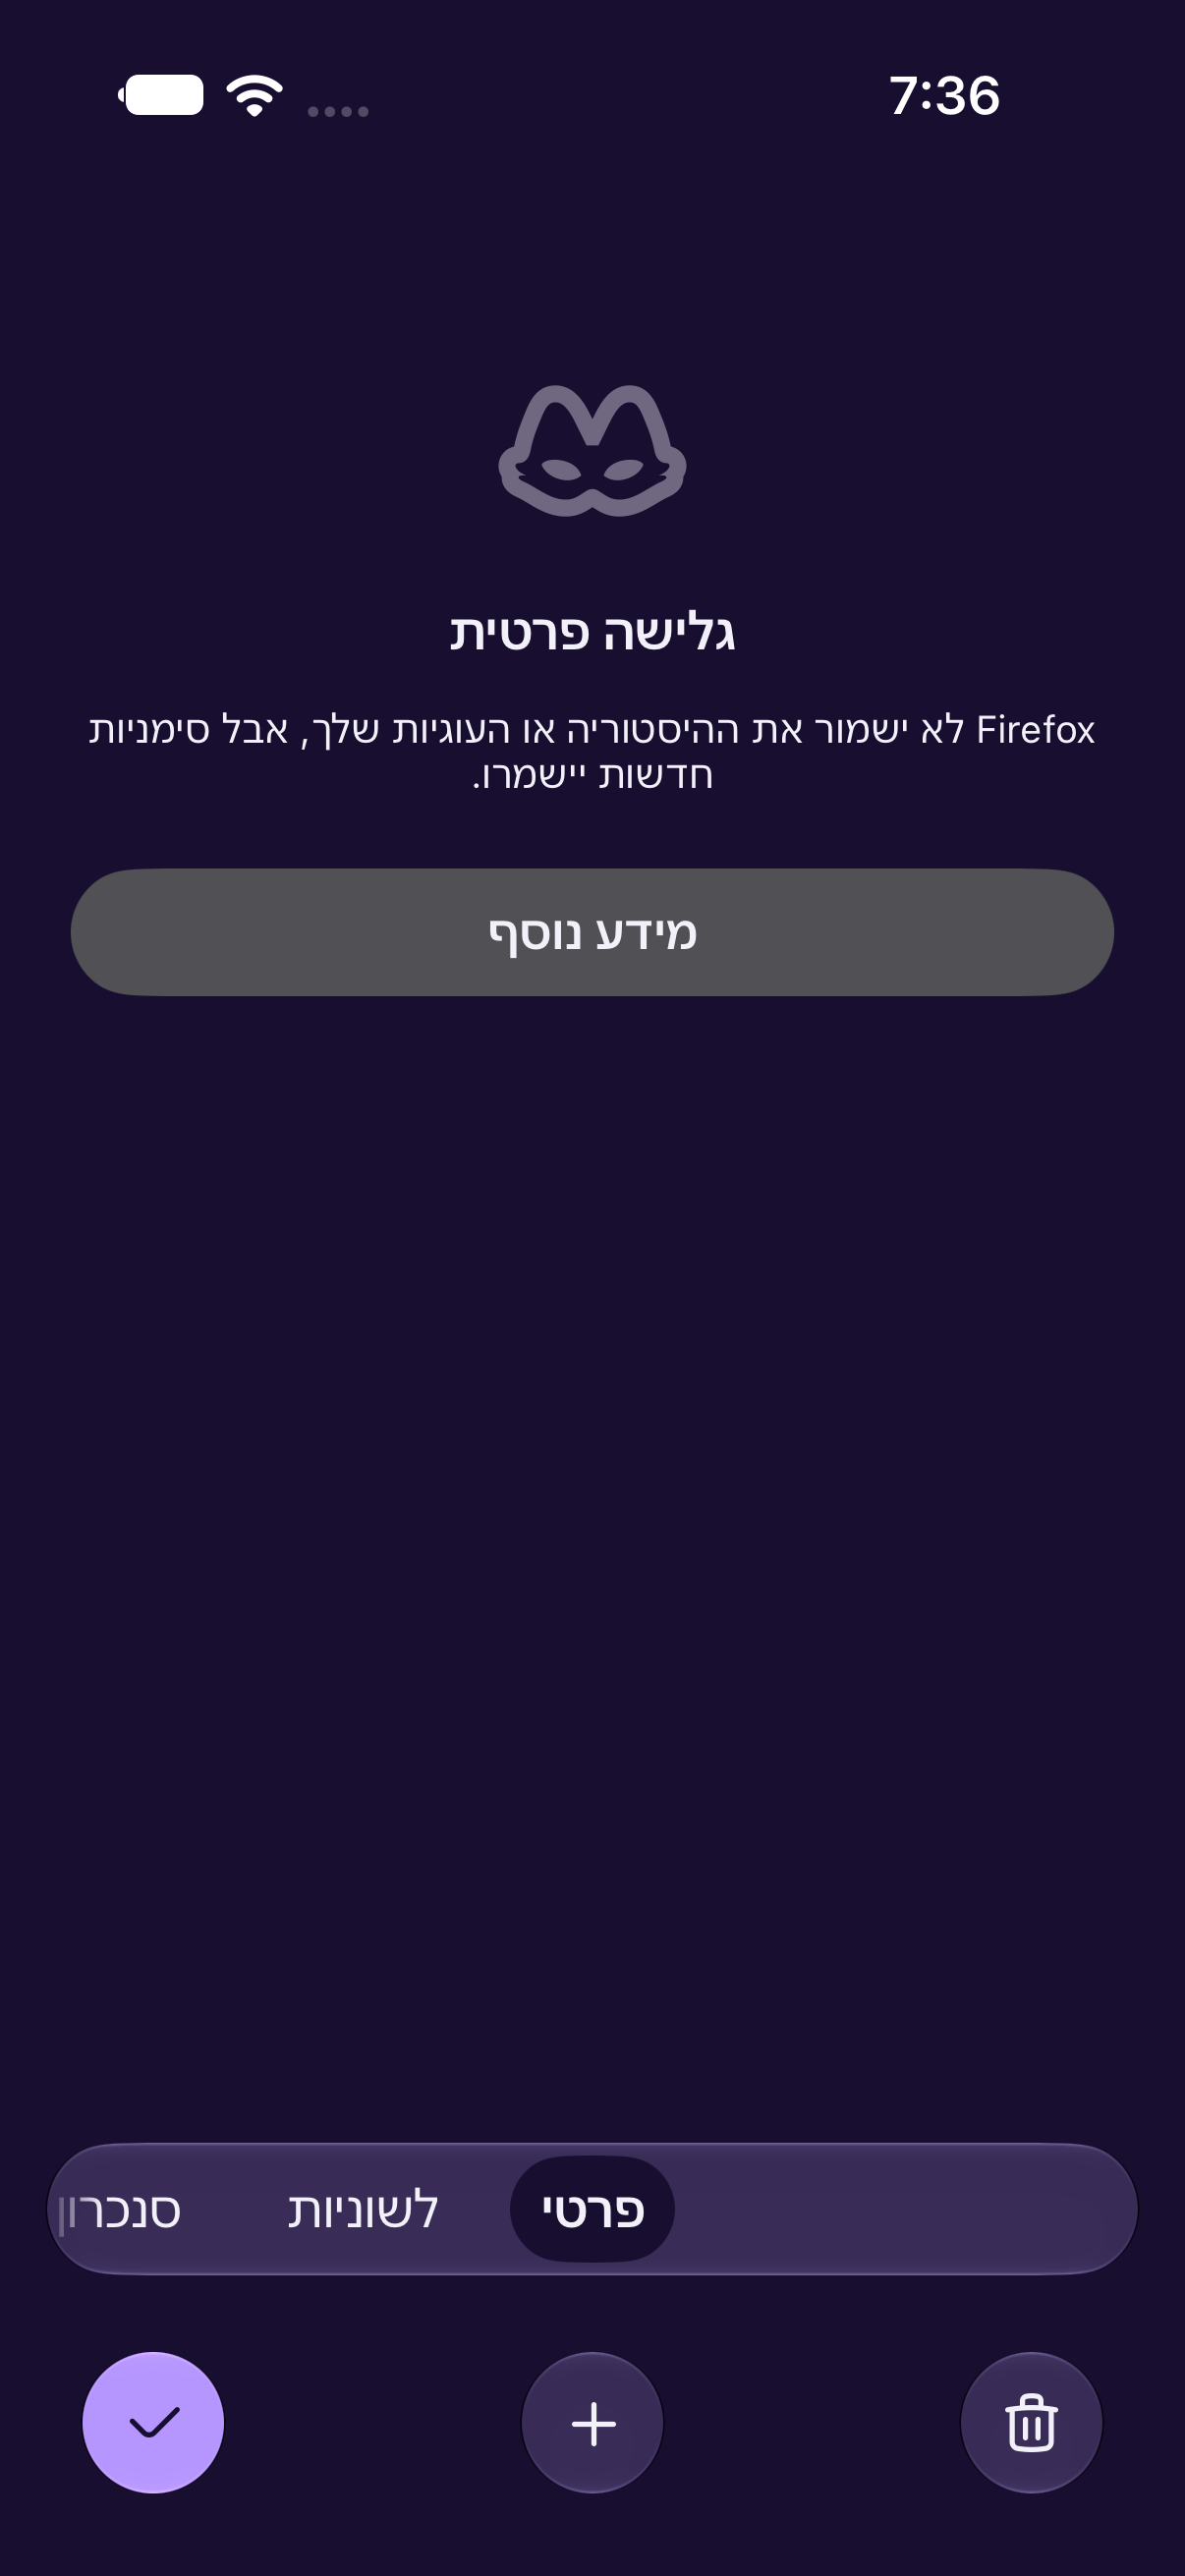 7:36
גלישה פרטית
Firefox לא ישמור את ההיסטוריה או העוגיות שלך, אבל סימניות
חדשות יישמרו.
מידע נוסף
פרטי
לשוניות
סנכרון